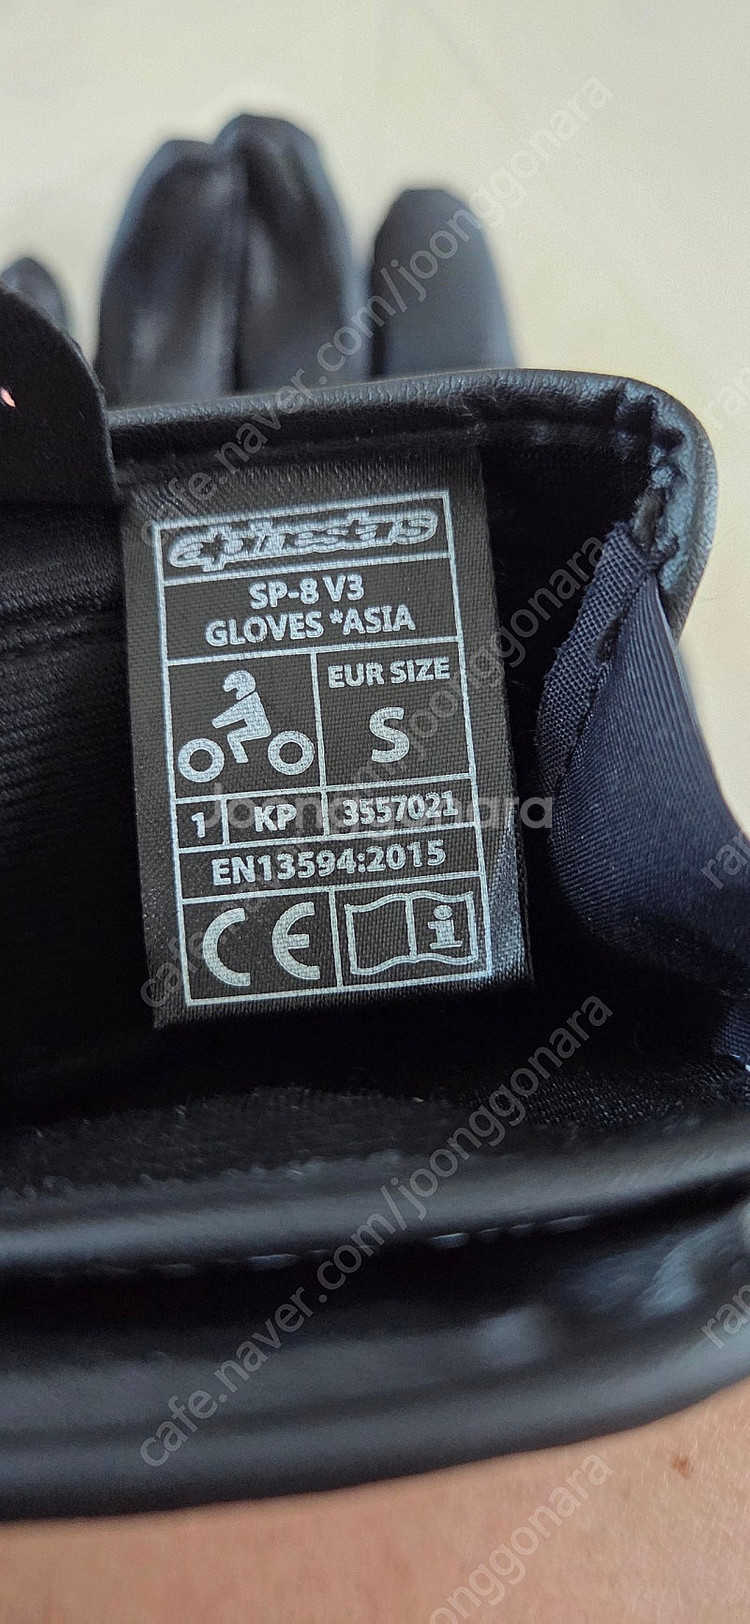 alpinestars
SP-8 V3
GLOVES *ASIA
EUR SIZE
S
1 KP 3557021
EN13594:2015
CE
i
Joonggonara
cafe.naver.com/joonggonara
cafe.naver.com/joonggonara
cafe.naver.com/joonggonara